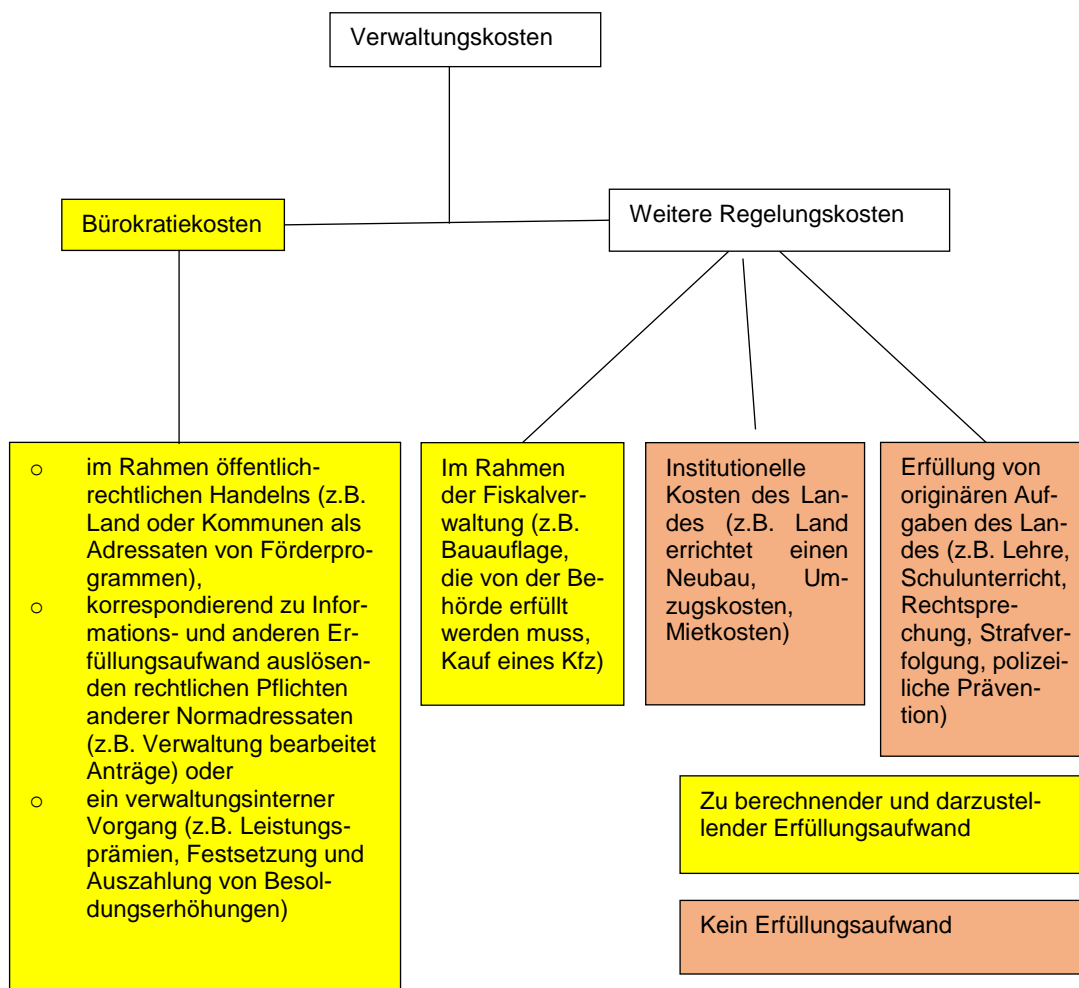 Verwaltungskosten
Bürokratiekosten
Weitere Regelungskosten
o im Rahmen öffentlich-
rechtlichen Handelns (z.B.
Land oder Kommunen als
Adressaten von Förderpro-
grammen),
o korrespondierend zu Infor-
mations- und anderen Er-
füllungsaufwand auslösen-
den rechtlichen Pflichten
anderer Normadressaten
(z.B. Verwaltung bearbeitet
Anträge) oder
o ein verwaltungsinterner
Vorgang (z.B. Leistungs-
prämien, Festsetzung und
Auszahlung von Besol-
dungserhöhungen)
Im Rahmen
der Fiskalver-
waltung (z.B.
Bauauflage,
die von der Be-
hörde erfüllt
werden muss,
Kauf eines Kfz)
Institutionelle
Kosten des Lan-
des (z.B. Land
errichtet einen
Neubau, Um-
zugskosten,
Mietkosten)
Erfüllung von
originären Auf-
gaben des Lan-
des (z.B. Lehre,
Schulunterricht,
Rechtspre-
chung, Strafver-
folgung, polizei-
liche Präven-
tion)
Zu berechnender und darzustel-
lender Erfüllungsaufwand
Kein Erfüllungsaufwand